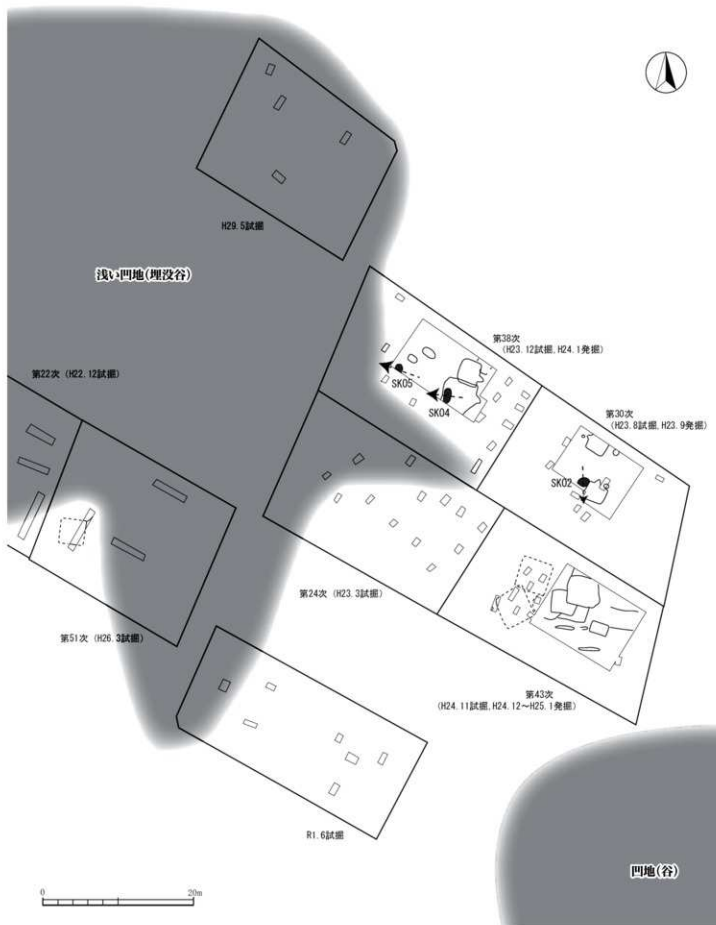 H29.5試掘
浅い凹地(埋没谷)
第22次 (H22.12試掘)
第38次
(H23.12試掘,H24.1発掘)
SK05
SK04
第30次
(H23.8試掘,H23.9発掘)
SK02
第24次 (H23.3試掘)
第51次 (H26.3試掘)
第43次
(H24.11試掘,H24.12～H25.1発掘)
R1.6試掘
凹地(谷)
0 20m